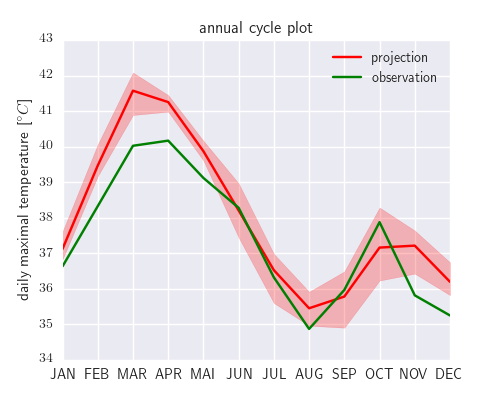 annual cycle plot
daily maximal temperature [°C]
43
42
41
40
39
38
37
36
35
34
JAN FEB MAR APR MAI JUN JUL AUG SEP OCT NOV DEC
projection
observation